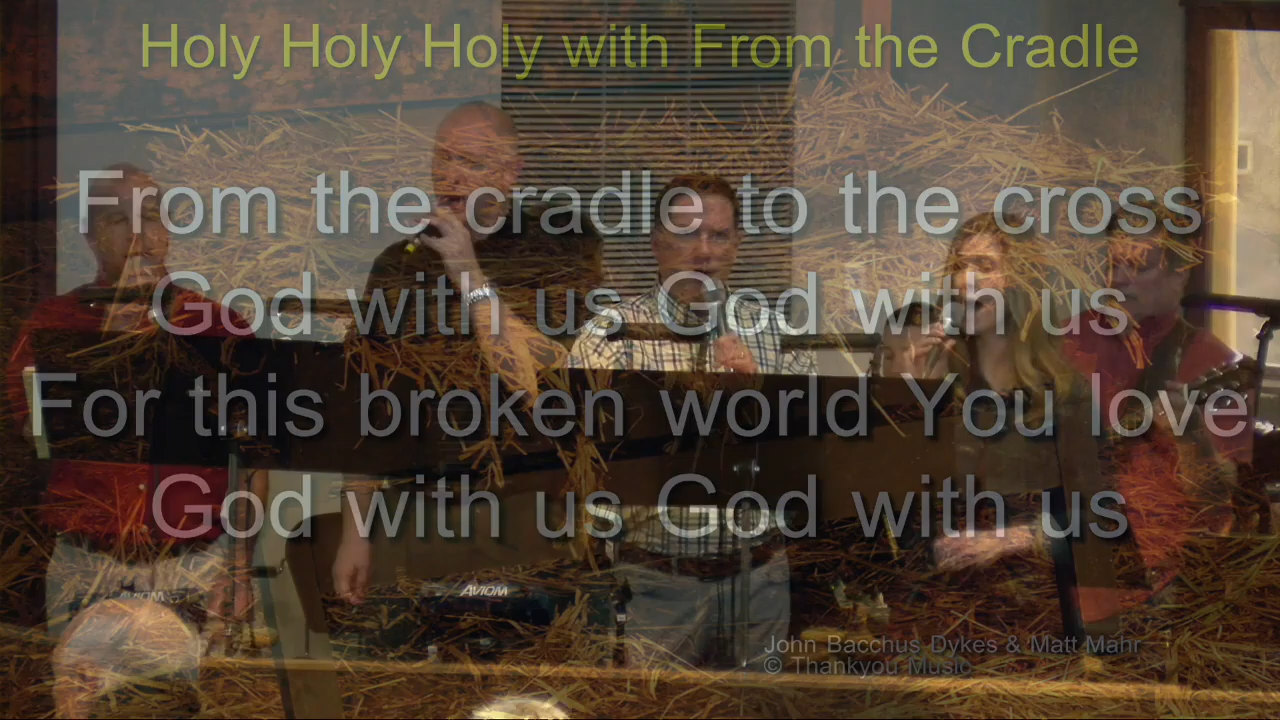 Holy Holy Holy with From the Cradle
From the cradle to the cross
God with us God with us
For this broken world You love
God with us God with us
AVIOM
AVIOM
John Bacchus Dykes & Matt Mahr
© Thankyou Music